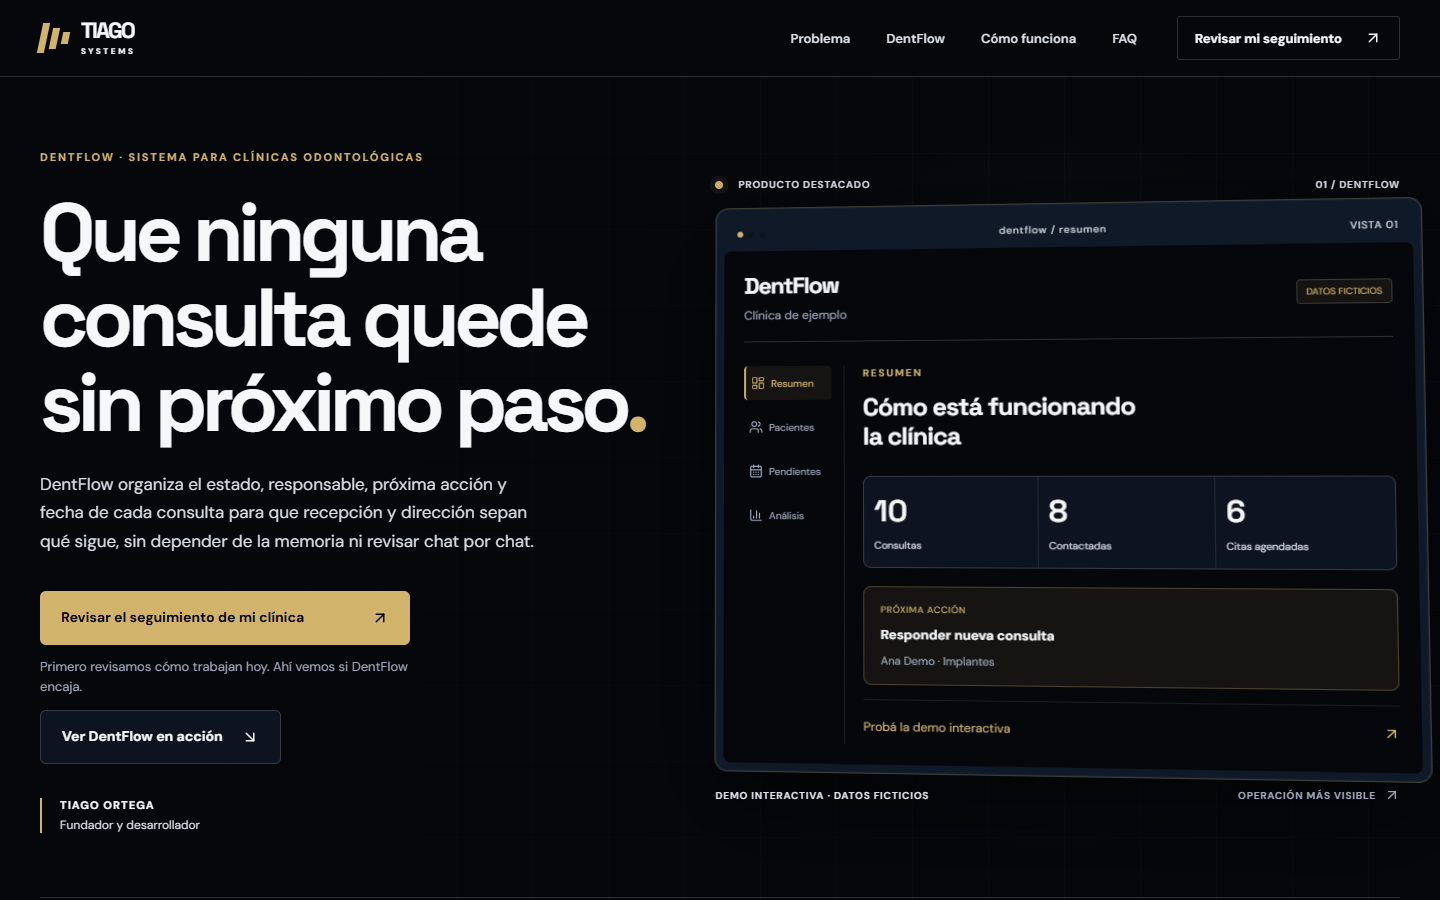 TIAGO
SYSTEMS
Problema
DentFlow
Cómo funciona
FAQ
Revisar mi seguimiento
DENTFLOW · SISTEMA PARA CLÍNICAS ODONTOLÓGICAS
Que ninguna
consulta quede
sin próximo paso.
DentFlow organiza el estado, responsable, próxima acción y
fecha de cada consulta para que recepción y dirección sepan
qué sigue, sin depender de la memoria ni revisar chat por chat.
Revisar el seguimiento de mi clínica
Primero revisamos cómo trabajan hoy. Ahí vemos si DentFlow
encaja.
Ver DentFlow en acción
TIAGO ORTEGA
Fundador y desarrollador
PRODUCTO DESTACADO
01 / DENTFLOW
dentflow / resumen
VISTA 01
DentFlow
Clínica de ejemplo
DATOS FICTICIOS
Resumen
Pacientes
Pendientes
Análisis
RESUMEN
Cómo está funcionando
la clínica
10
Consultas
8
Contactadas
6
Citas agendadas
PRÓXIMA ACCIÓN
Responder nueva consulta
Ana Demo · Implantes
Probá la demo interactiva
DEMO INTERACTIVA · DATOS FICTICIOS
OPERACIÓN MÁS VISIBLE